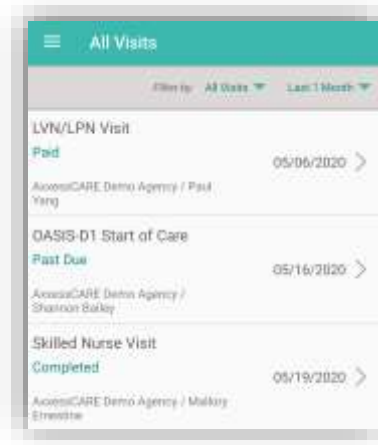 All Visits
Filter by All Visits Last 1 Month
LVN/LPN Visit
Paid
05/06/2020
AxxessCARE Demo Agency / Paul
Yang
OASIS-D1 Start of Care
Past Due
05/16/2020
AxxessCARE Demo Agency /
Shannon Bailey
Skilled Nurse Visit
Completed
05/19/2020
AxxessCARE Demo Agency / Mallory
Ernestine